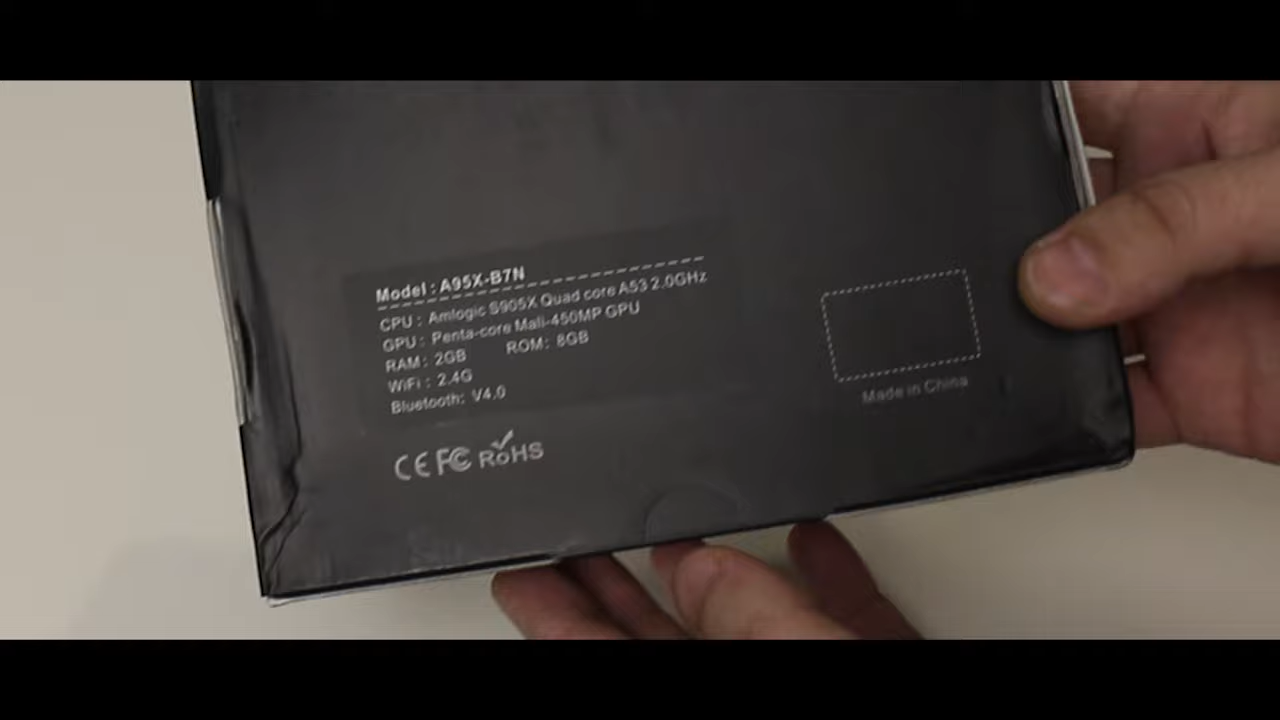 Model : A95X-B7N
CPU : Amlogic S905X Quad core A53 2.0GHz
GPU : Penta-core Mali-450MP GPU
RAM : 2GB ROM: 8GB
WiFi : 2.4G
Bluetooth: V4.0
CE FC RoHS
Made in China